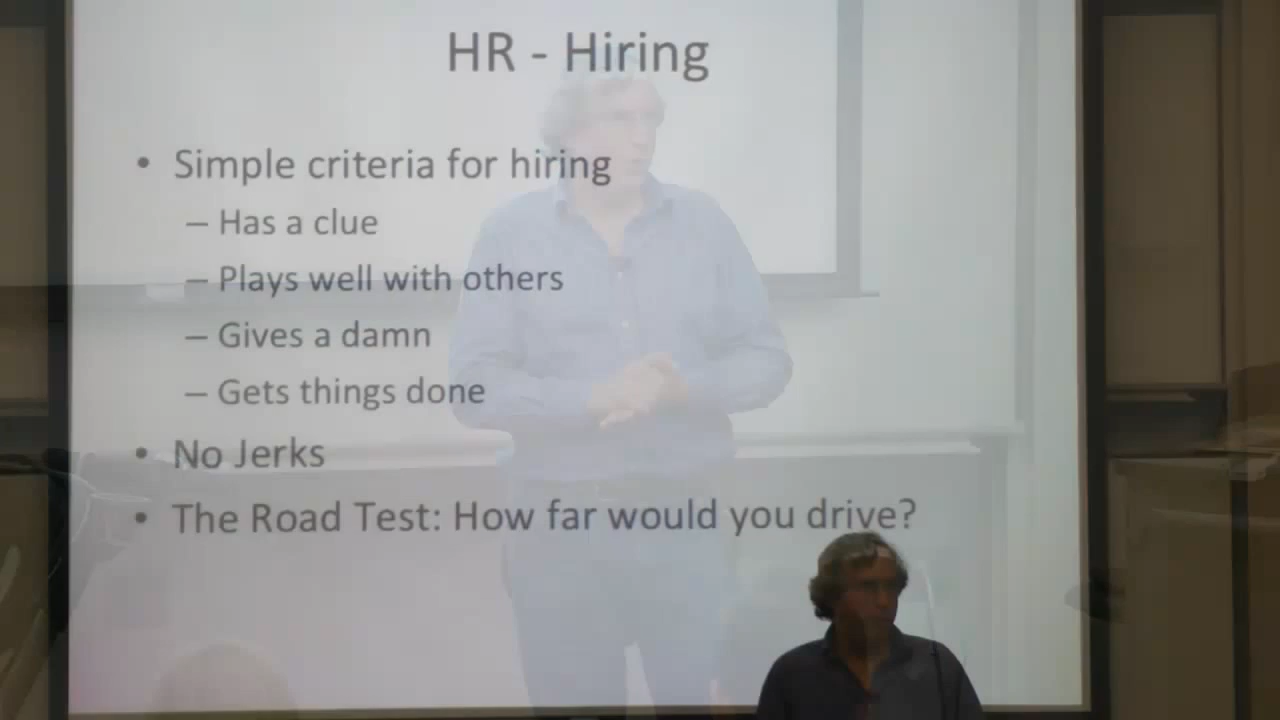 HR - Hiring
• Simple criteria for hiring
– Has a clue
– Plays well with others
– Gives a damn
– Gets things done
• No Jerks
• The Road Test: How far would you drive?